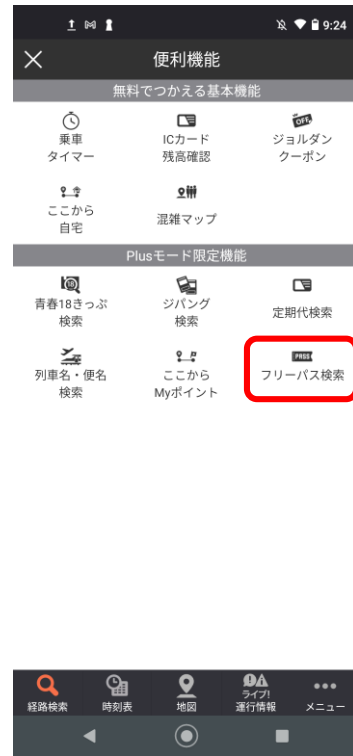 9:24
便利機能
無料でつかえる基本機能
乗車
タイマー
ICカード
残高確認
OFF
ジョルダン
クーポン
ここから
自宅
混雑マップ
Plusモード限定機能
青春18きっぷ
検索
ジパング
検索
定期代検索
列車名・便名
検索
ここから
Myポイント
PASS
フリーパス検索
経路検索
時刻表
地図
ライブ!
運行情報
メニュー